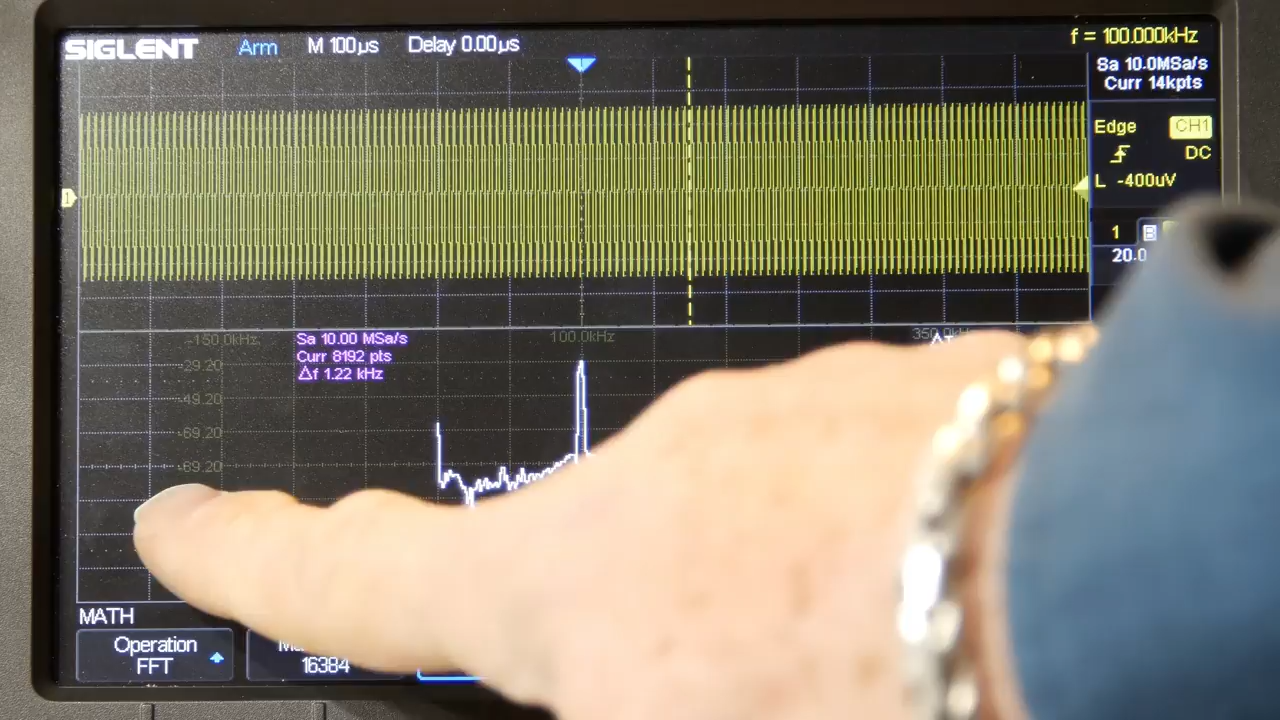 SIGLENT Arm M 100µs Delay 0.00µs f = 100.000kHz
Sa 10.0MSa/s
Curr 14kpts
Edge CH1
DC
L -400uV
1
1 B
20.0
-150.0kHz 100.0kHz 350.0kHz
Sa 10.00 MSa/s
Curr 8192 pts
Δf 1.22 kHz
-29.20
-49.20
-69.20
-89.20
MATH
Operation
FFT
16384